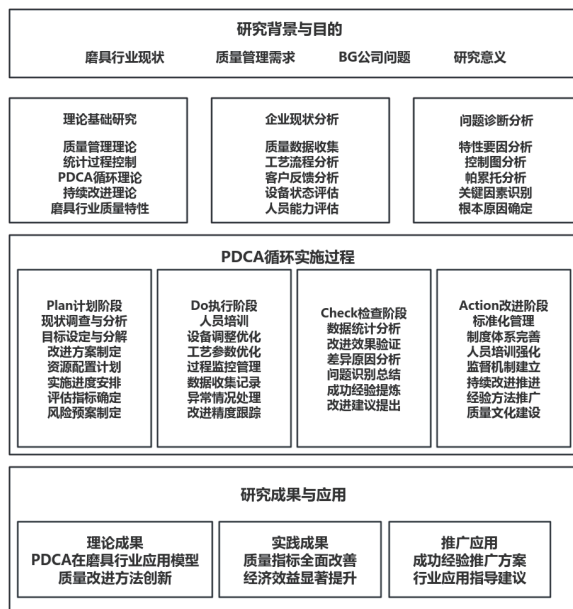 研究背景与目的
磨具行业现状 质量管理需求 BG公司问题 研究意义
理论基础研究
质量管理理论
统计过程控制
PDCA循环理论
持续改进理论
磨具行业质量特性
企业现状分析
质量数据收集
工艺流程分析
客户反馈分析
设备状态评估
人员能力评估
问题诊断分析
特性要因分析
控制图分析
帕累托分析
关键因素识别
根本原因确定
PDCA循环实施过程
Plan计划阶段
现状调查与分析
目标设定与分解
改进方案制定
资源配置计划
实施进度安排
评估指标确定
风险预案制定
Do执行阶段
人员培训
设备调整优化
工艺参数优化
过程监控管理
数据收集记录
异常情况处理
改进精度跟踪
Check检查阶段
数据统计分析
改进效果验证
差异原因分析
问题识别总结
成功经验提炼
改进建议提出
Action改进阶段
标准化管理
制度体系完善
人员培训强化
监督机制建立
持续改进推进
经验方法推广
质量文化建设
研究成果与应用
理论成果
PDCA在磨具行业应用模型
质量改进方法创新
实践成果
质量指标全面改善
经济效益显著提升
推广应用
成功经验推广方案
行业应用指导建议